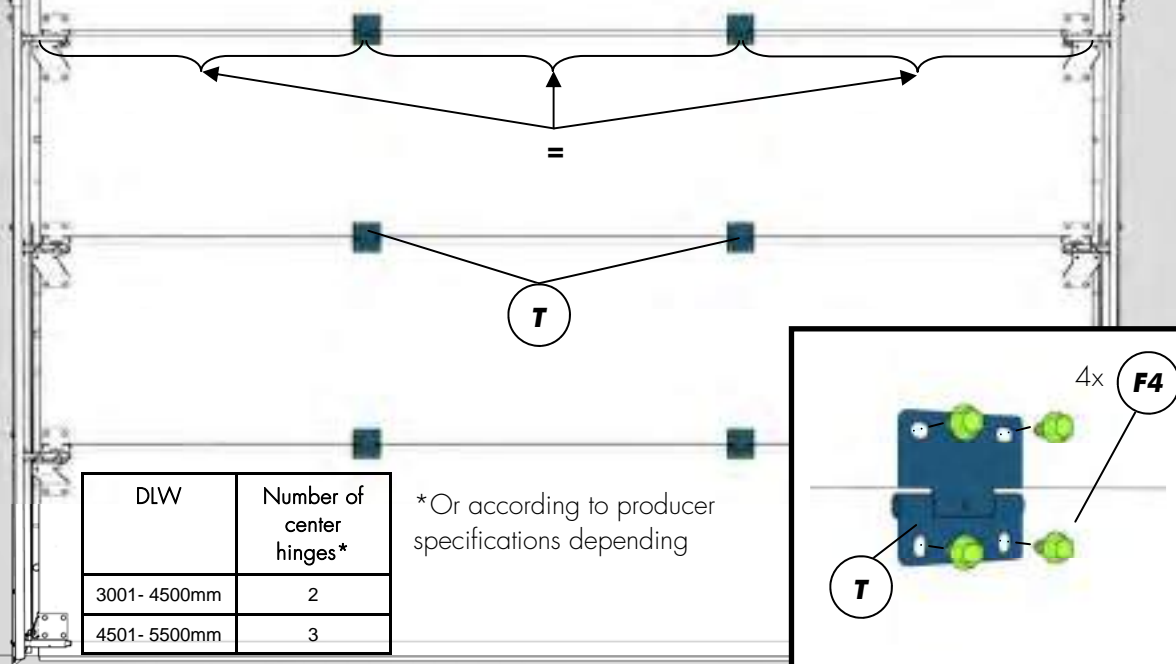 =
T
4x F4
T
DLW Number of
center
hinges*
3001- 4500mm 2
4501- 5500mm 3
*Or according to producer
specifications depending